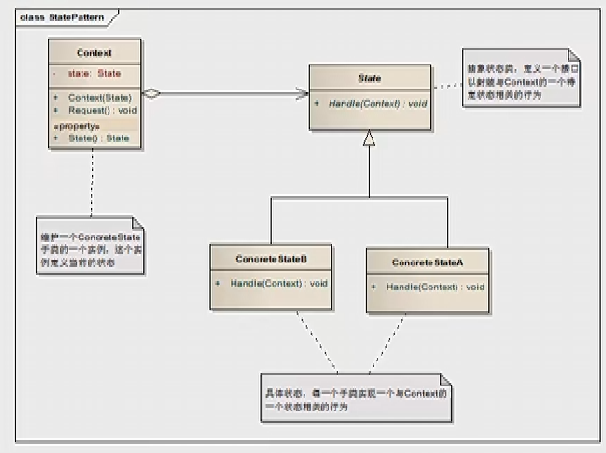 class StatePattern
Context
- state: State
+ Context(State)
+ Request() : void
«property»
+ State() : State
State
+ Handle(Context) : void
抽象状态类，定义一个接口
以封装与Context的一个特
定状态相关的行为
维护一个ConcreteState
子类的一个实例，这个实
例定义当前的状态
ConcreteStateB
+ Handle(Context) : void
ConcreteStateA
+ Handle(Context) : void
具体状态，每一个子类实现一个与Context的
一个状态相关的行为